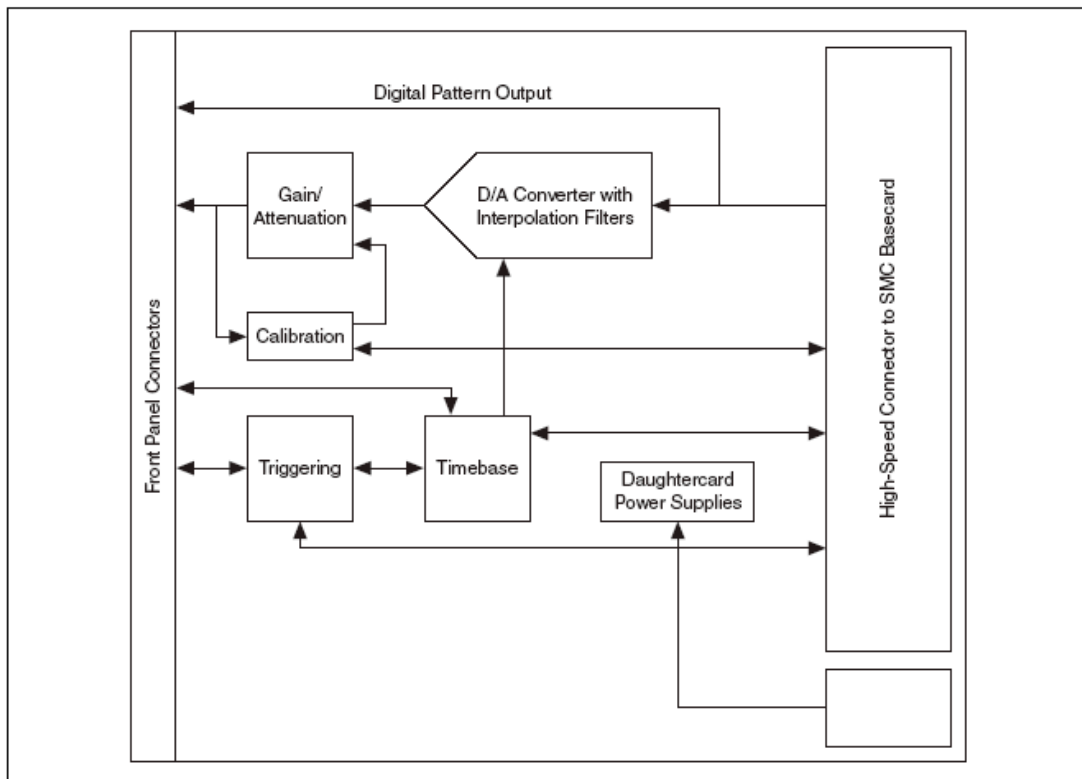 Digital Pattern Output
Gain/
Attenuation
D/A Converter with
Interpolation Filters
Calibration
Front Panel Connectors
High-Speed Connector to SMC Basecard
Triggering
Timebase
Daughtercard
Power Supplies